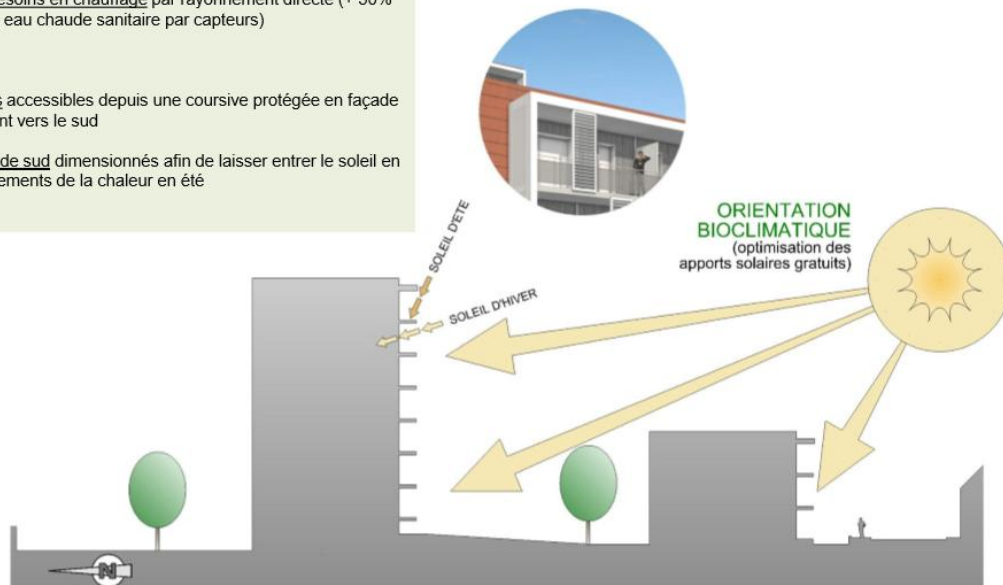 esoins en chauffage par rayonnement directe (+ 30%
eau chaude sanitaire par capteurs)
accessibles depuis une coursive protégée en façade
nt vers le sud
de sud dimensionnés afin de laisser entrer le soleil en
ements de la chaleur en été
ORIENTATION
BIOCLIMATIQUE
(optimisation des
apports solaires gratuits)
SOLEIL D'ETE
SOLEIL D'HIVER
N